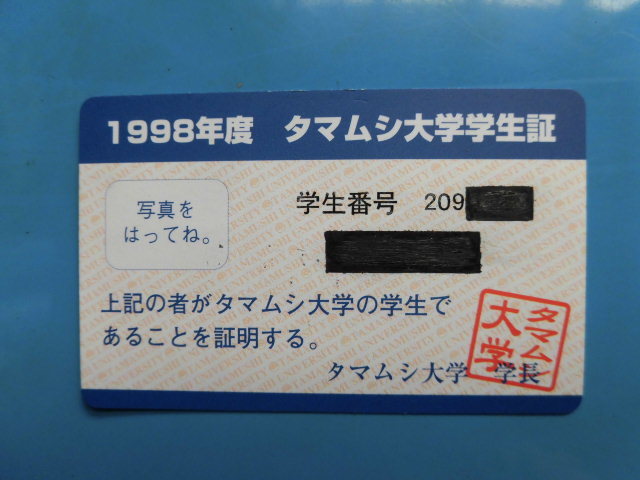 1998年度　タマムシ大学学生証
写真を
はってね。
学生番号　209
上記の者がタマムシ大学の学生で
あることを証明する。
タマムシ大学　学長
タマムシ
大学